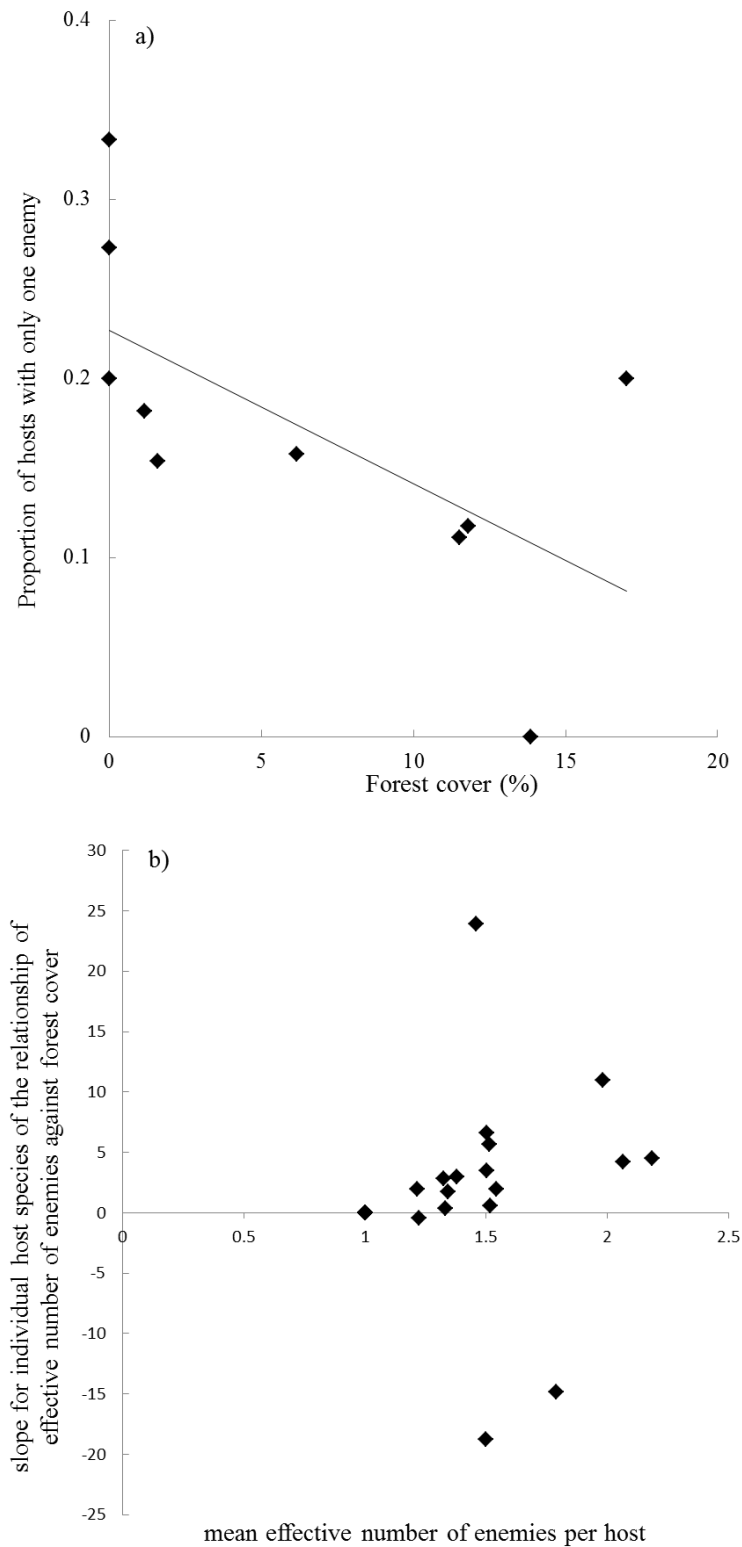 a)
0.4
0.3
0.2
0.1
0
Proportion of hosts with only one enemy
0 5 10 15 20
Forest cover (%)
b)
30
25
20
15
10
5
0
-5
-10
-15
-20
-25
slope for individual host species of the relationship of
effective number of enemies against forest cover
0 0.5 1 1.5 2 2.5
mean effective number of enemies per host